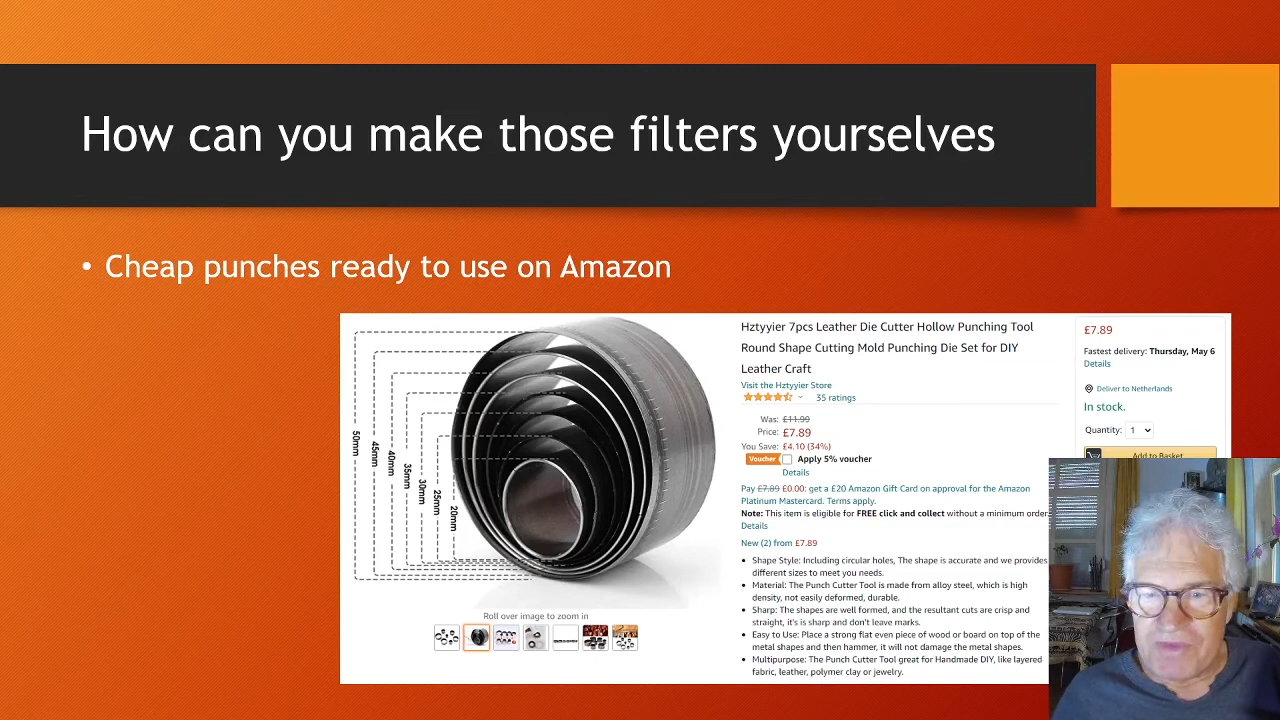 How can you make those filters yourselves
• Cheap punches ready to use on Amazon
50mm
45mm
40mm
35mm
30mm
25mm
20mm
Roll over image to zoom in
Hztyyier 7pcs Leather Die Cutter Hollow Punching Tool
Round Shape Cutting Mold Punching Die Set for DIY
Leather Craft
Visit the Hztyyier Store
35 ratings
Was: £11.99
Price: £7.89
You Save: £4.10 (34%)
Voucher Apply 5% voucher
Details
Pay £7.89 £0.00: get a £20 Amazon Gift Card on approval for the Amazon
Platinum Mastercard. Terms apply.
Note: This item is eligible for FREE click and collect without a minimum order.
Details
New (2) from £7.89
• Shape Style: Including circular holes, The shape is accurate and we provides
different sizes to meet you needs.
• Material: The Punch Cutter Tool is made from alloy steel, which is high
density, not easily deformed, durable.
• Sharp: The shapes are well formed, and the resultant cuts are crisp and
straight, it's is sharp and don't leave marks.
• Easy to Use: Place a strong flat even piece of wood or board on top of the
metal shapes and then hammer, it will not damage the metal shapes.
• Multipurpose: The Punch Cutter Tool great for Handmade DIY, like layered
fabric, leather, polymer clay or jewelry.
£7.89
Fastest delivery: Thursday, May 6
Details
Deliver to Netherlands
In stock.
Quantity: 1
Add to Basket